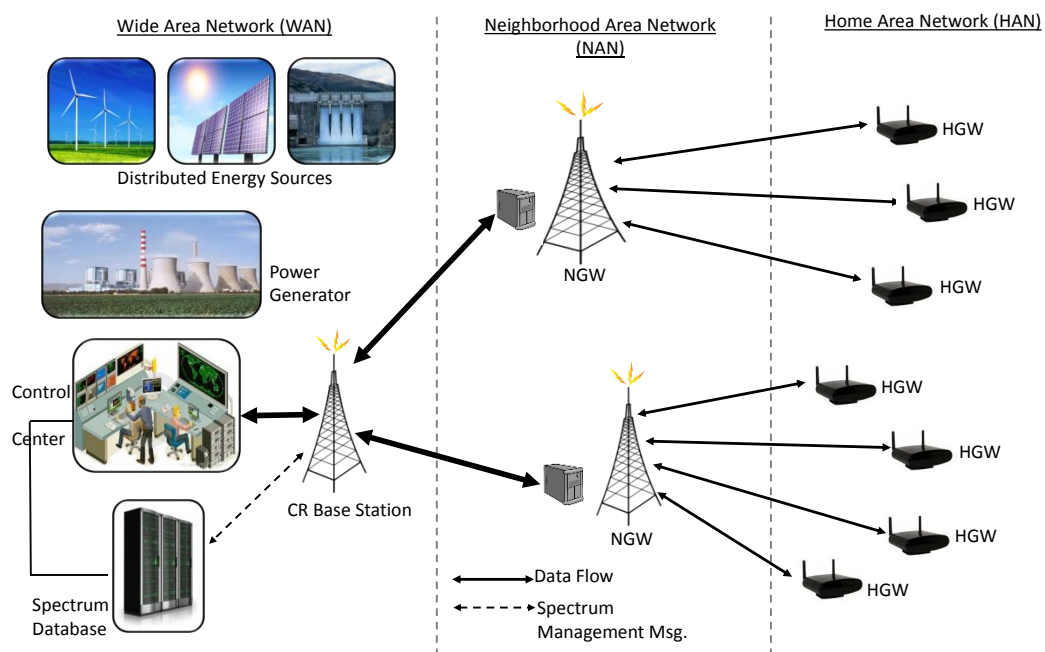 Wide Area Network (WAN)
Neighborhood Area Network
(NAN)
Home Area Network (HAN)
Distributed Energy Sources
Power
Generator
Control
Center
CR Base Station
Spectrum
Database
NGW
NGW
HGW
HGW
HGW
HGW
HGW
HGW
HGW
Data Flow
Spectrum
Management Msg.